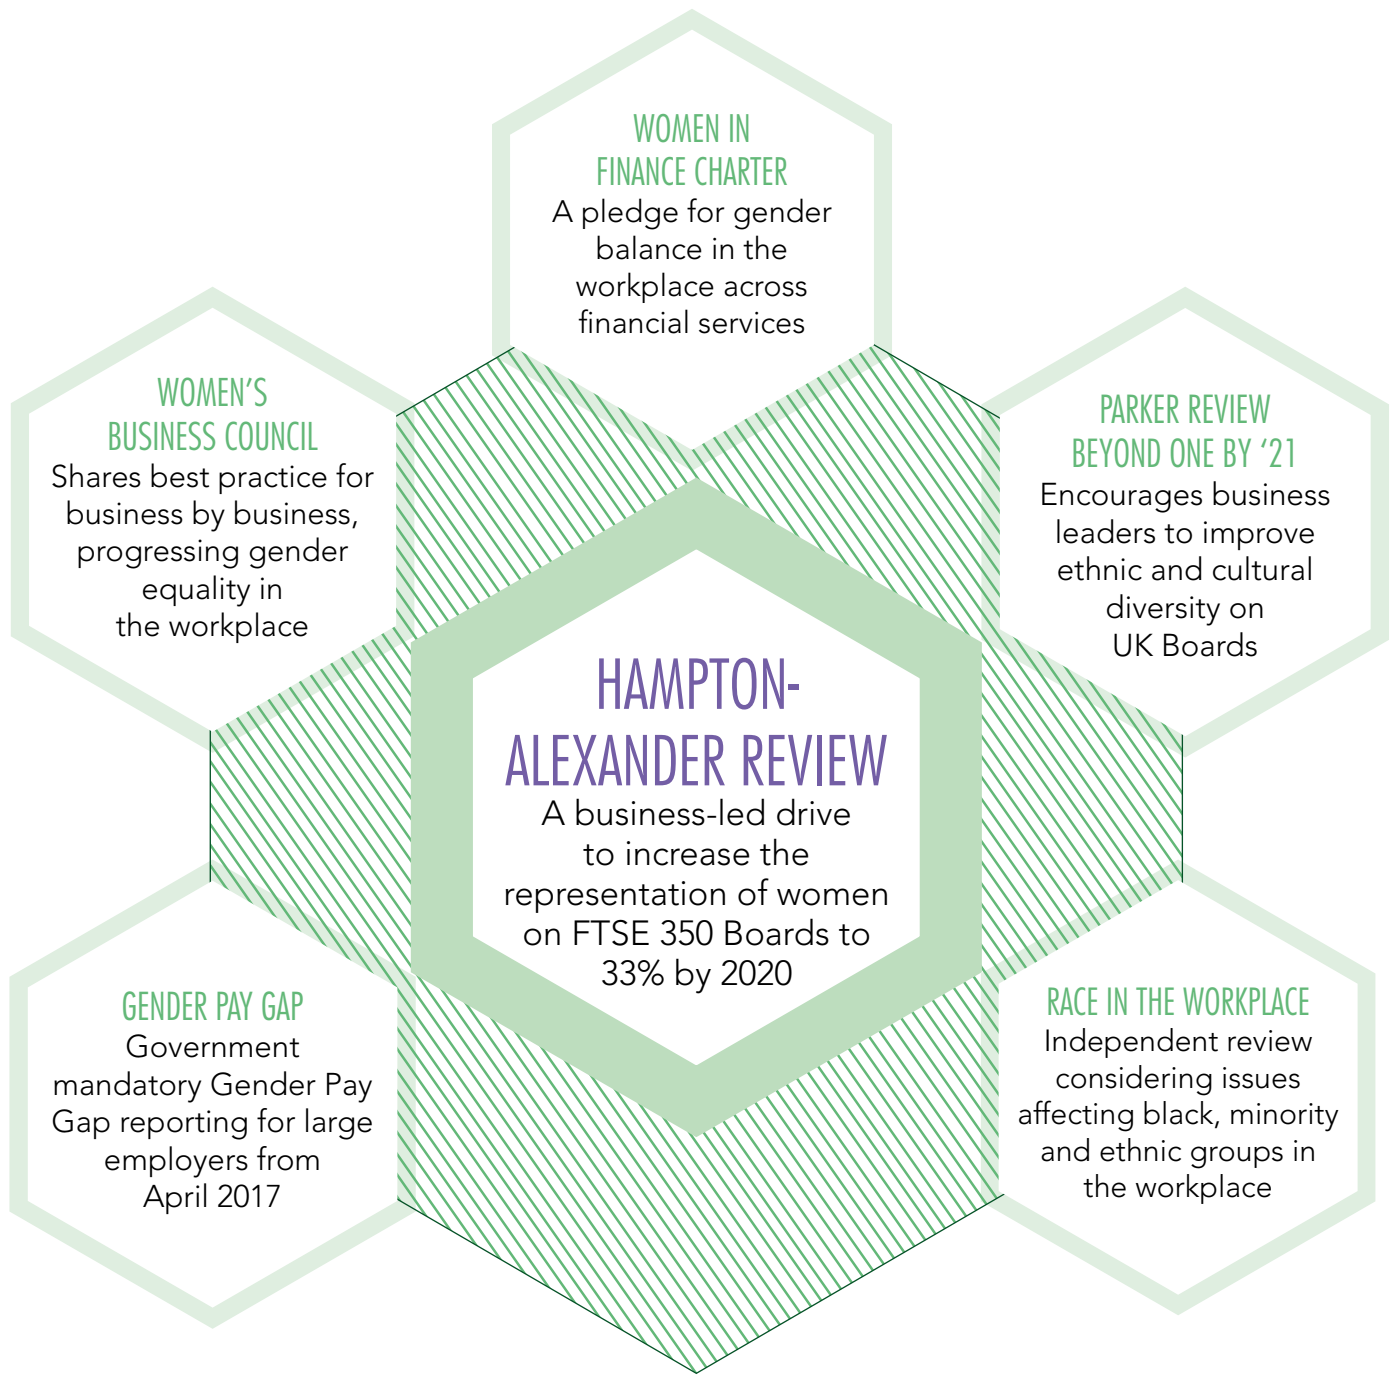 WOMEN IN
FINANCE CHARTER
A pledge for gender
balance in the
workplace across
financial services
WOMEN’S
BUSINESS COUNCIL
Shares best practice for
business by business,
progressing gender
equality in
the workplace
PARKER REVIEW
BEYOND ONE BY ‘21
Encourages business
leaders to improve
ethnic and cultural
diversity on
UK Boards
HAMPTON-
ALEXANDER REVIEW
A business-led drive
to increase the
representation of women
on FTSE 350 Boards to
33% by 2020
GENDER PAY GAP
Government
mandatory Gender Pay
Gap reporting for large
employers from
April 2017
RACE IN THE WORKPLACE
Independent review
considering issues
affecting black, minority
and ethnic groups in
the workplace